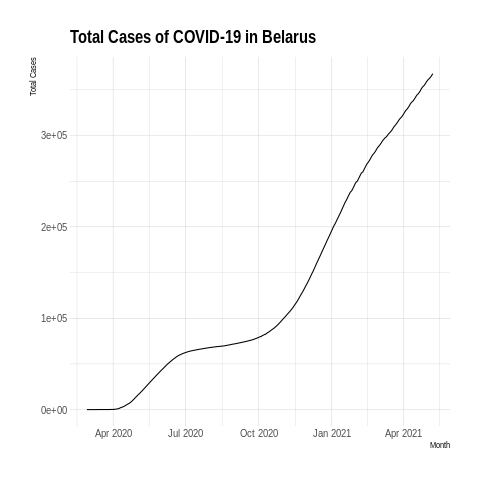 Total Cases of COVID-19 in Belarus
Total Cases
3e+05
2e+05
1e+05
0e+00
Apr 2020 Jul 2020 Oct 2020 Jan 2021 Apr 2021
Month